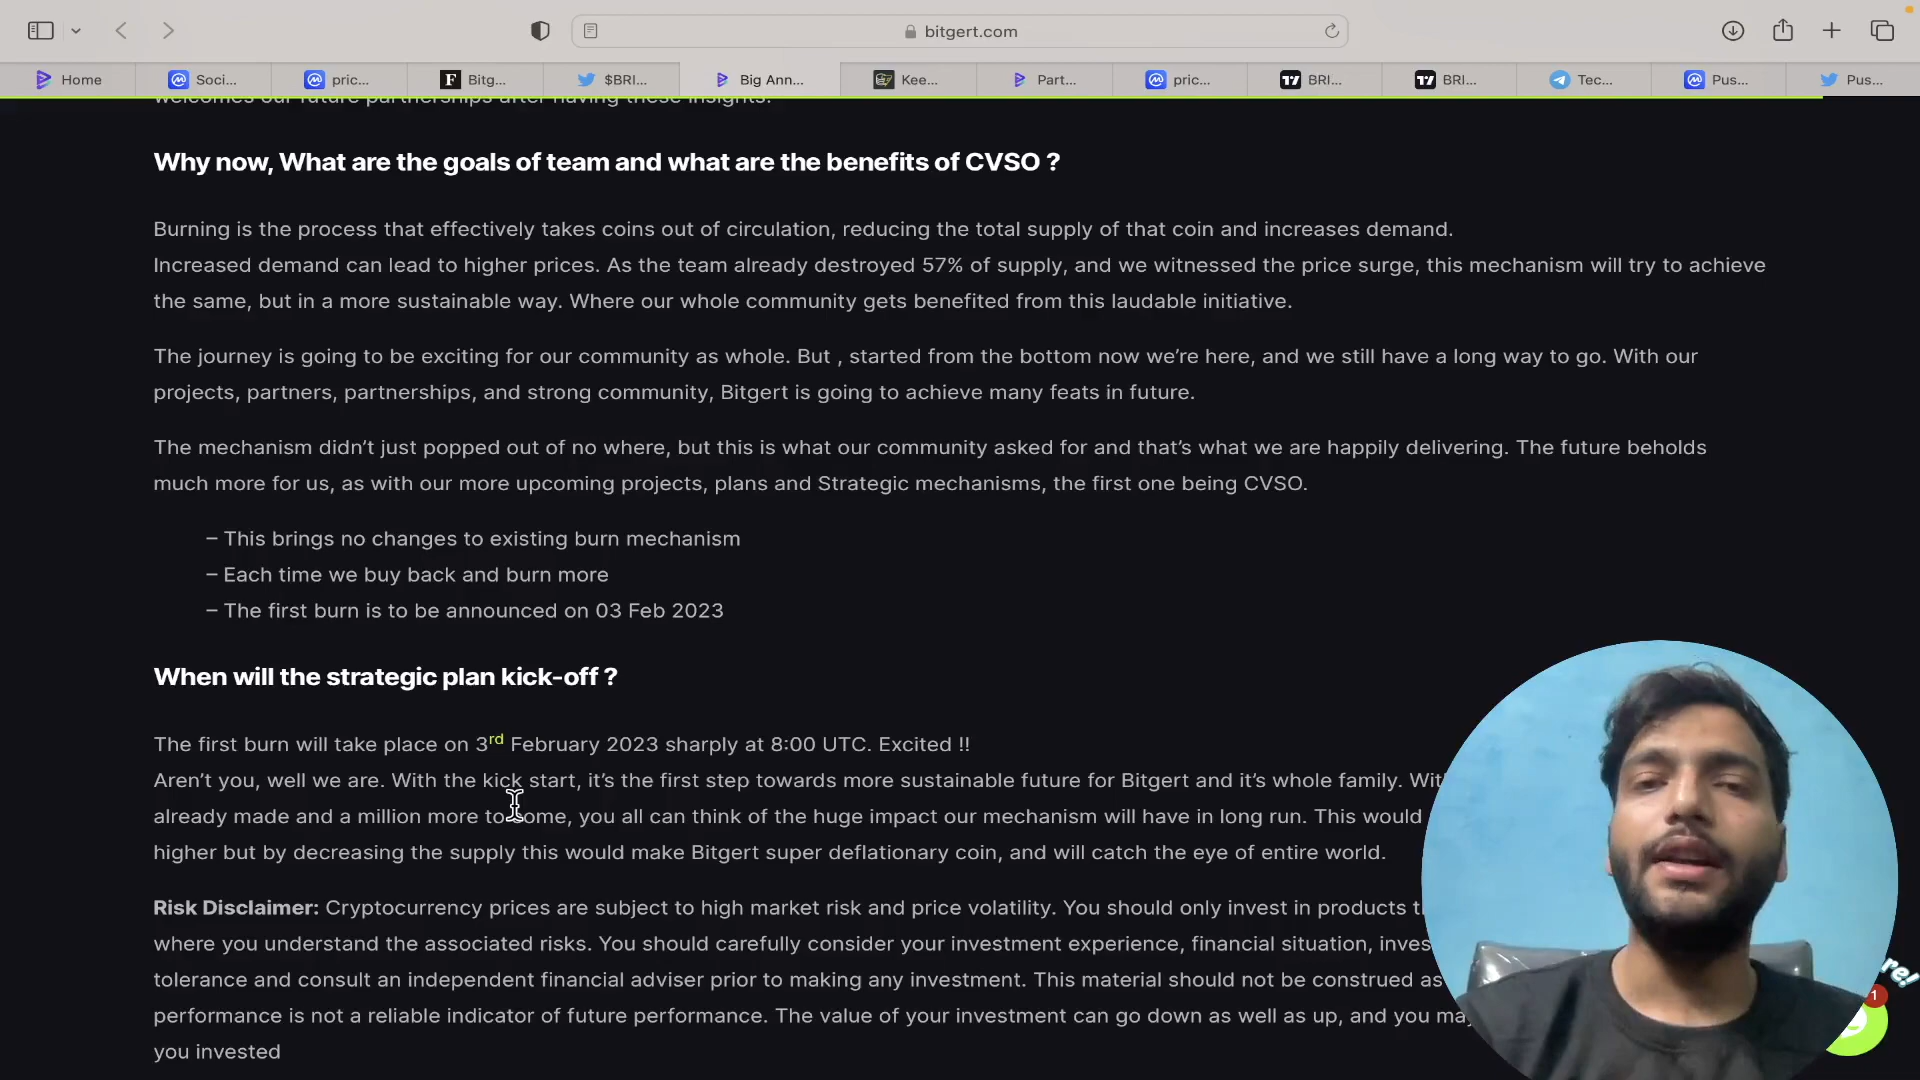 bitgert.com
Home
Soci...
pric...
Bitg...
$BRI...
Big Ann...
Kee...
Part...
pric...
BRI...
BRI...
Tec...
Pus...
Pus...
welcomes our future partnerships after having these insights.
Why now, What are the goals of team and what are the benefits of CVSO ?
Burning is the process that effectively takes coins out of circulation, reducing the total supply of that coin and increases demand.
Increased demand can lead to higher prices. As the team already destroyed 57% of supply, and we witnessed the price surge, this mechanism will try to achieve
the same, but in a more sustainable way. Where our whole community gets benefited from this laudable initiative.
The journey is going to be exciting for our community as whole. But , started from the bottom now we're here, and we still have a long way to go. With our
projects, partners, partnerships, and strong community, Bitgert is going to achieve many feats in future.
The mechanism didn't just popped out of no where, but this is what our community asked for and that's what we are happily delivering. The future beholds
much more for us, as with our more upcoming projects, plans and Strategic mechanisms, the first one being CVSO.
– This brings no changes to existing burn mechanism
– Each time we buy back and burn more
– The first burn is to be announced on 03 Feb 2023
When will the strategic plan kick-off ?
The first burn will take place on 3rd February 2023 sharply at 8:00 UTC. Excited !!
Aren't you, well we are. With the kick start, it's the first step towards more sustainable future for Bitgert and it's whole family.
already made and a million more to come, you all can think of the huge impact our mechanism will have in long run. This would
higher but by decreasing the supply this would make Bitgert super deflationary coin, and will catch the eye of entire world.
Risk Disclaimer: Cryptocurrency prices are subject to high market risk and price volatility. You should only invest in products
where you understand the associated risks. You should carefully consider your investment experience, financial situation,
tolerance and consult an independent financial adviser prior to making any investment. This material should not be construed as
performance is not a reliable indicator of future performance. The value of your investment can go down as well as up, and you
you invested
1